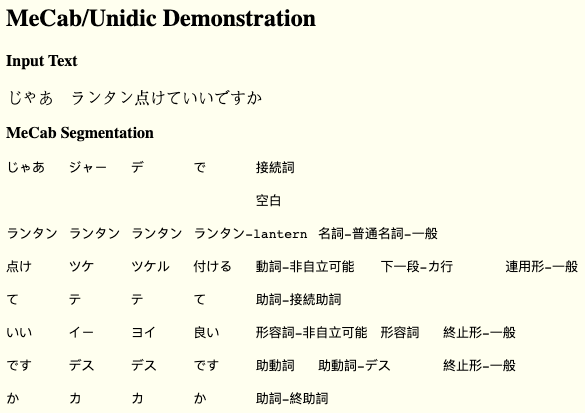 MeCab/Unidic Demonstration
Input Text
じゃあ　ランタン点けていいですか
MeCab Segmentation
じゃあ ジャー デ で 接続詞
空白
ランタン ランタン ランタン ランタン-lantern 名詞-普通名詞-一般
点け ツケ ツケル 付ける 動詞-非自立可能 下一段-カ行 連用形-一般
て テ テ て 助詞-接続助詞
いい イー ヨイ 良い 形容詞-非自立可能 形容詞 終止形-一般
です デス デス です 助動詞 助動詞-デス 終止形-一般
か カ カ か 助詞-終助詞